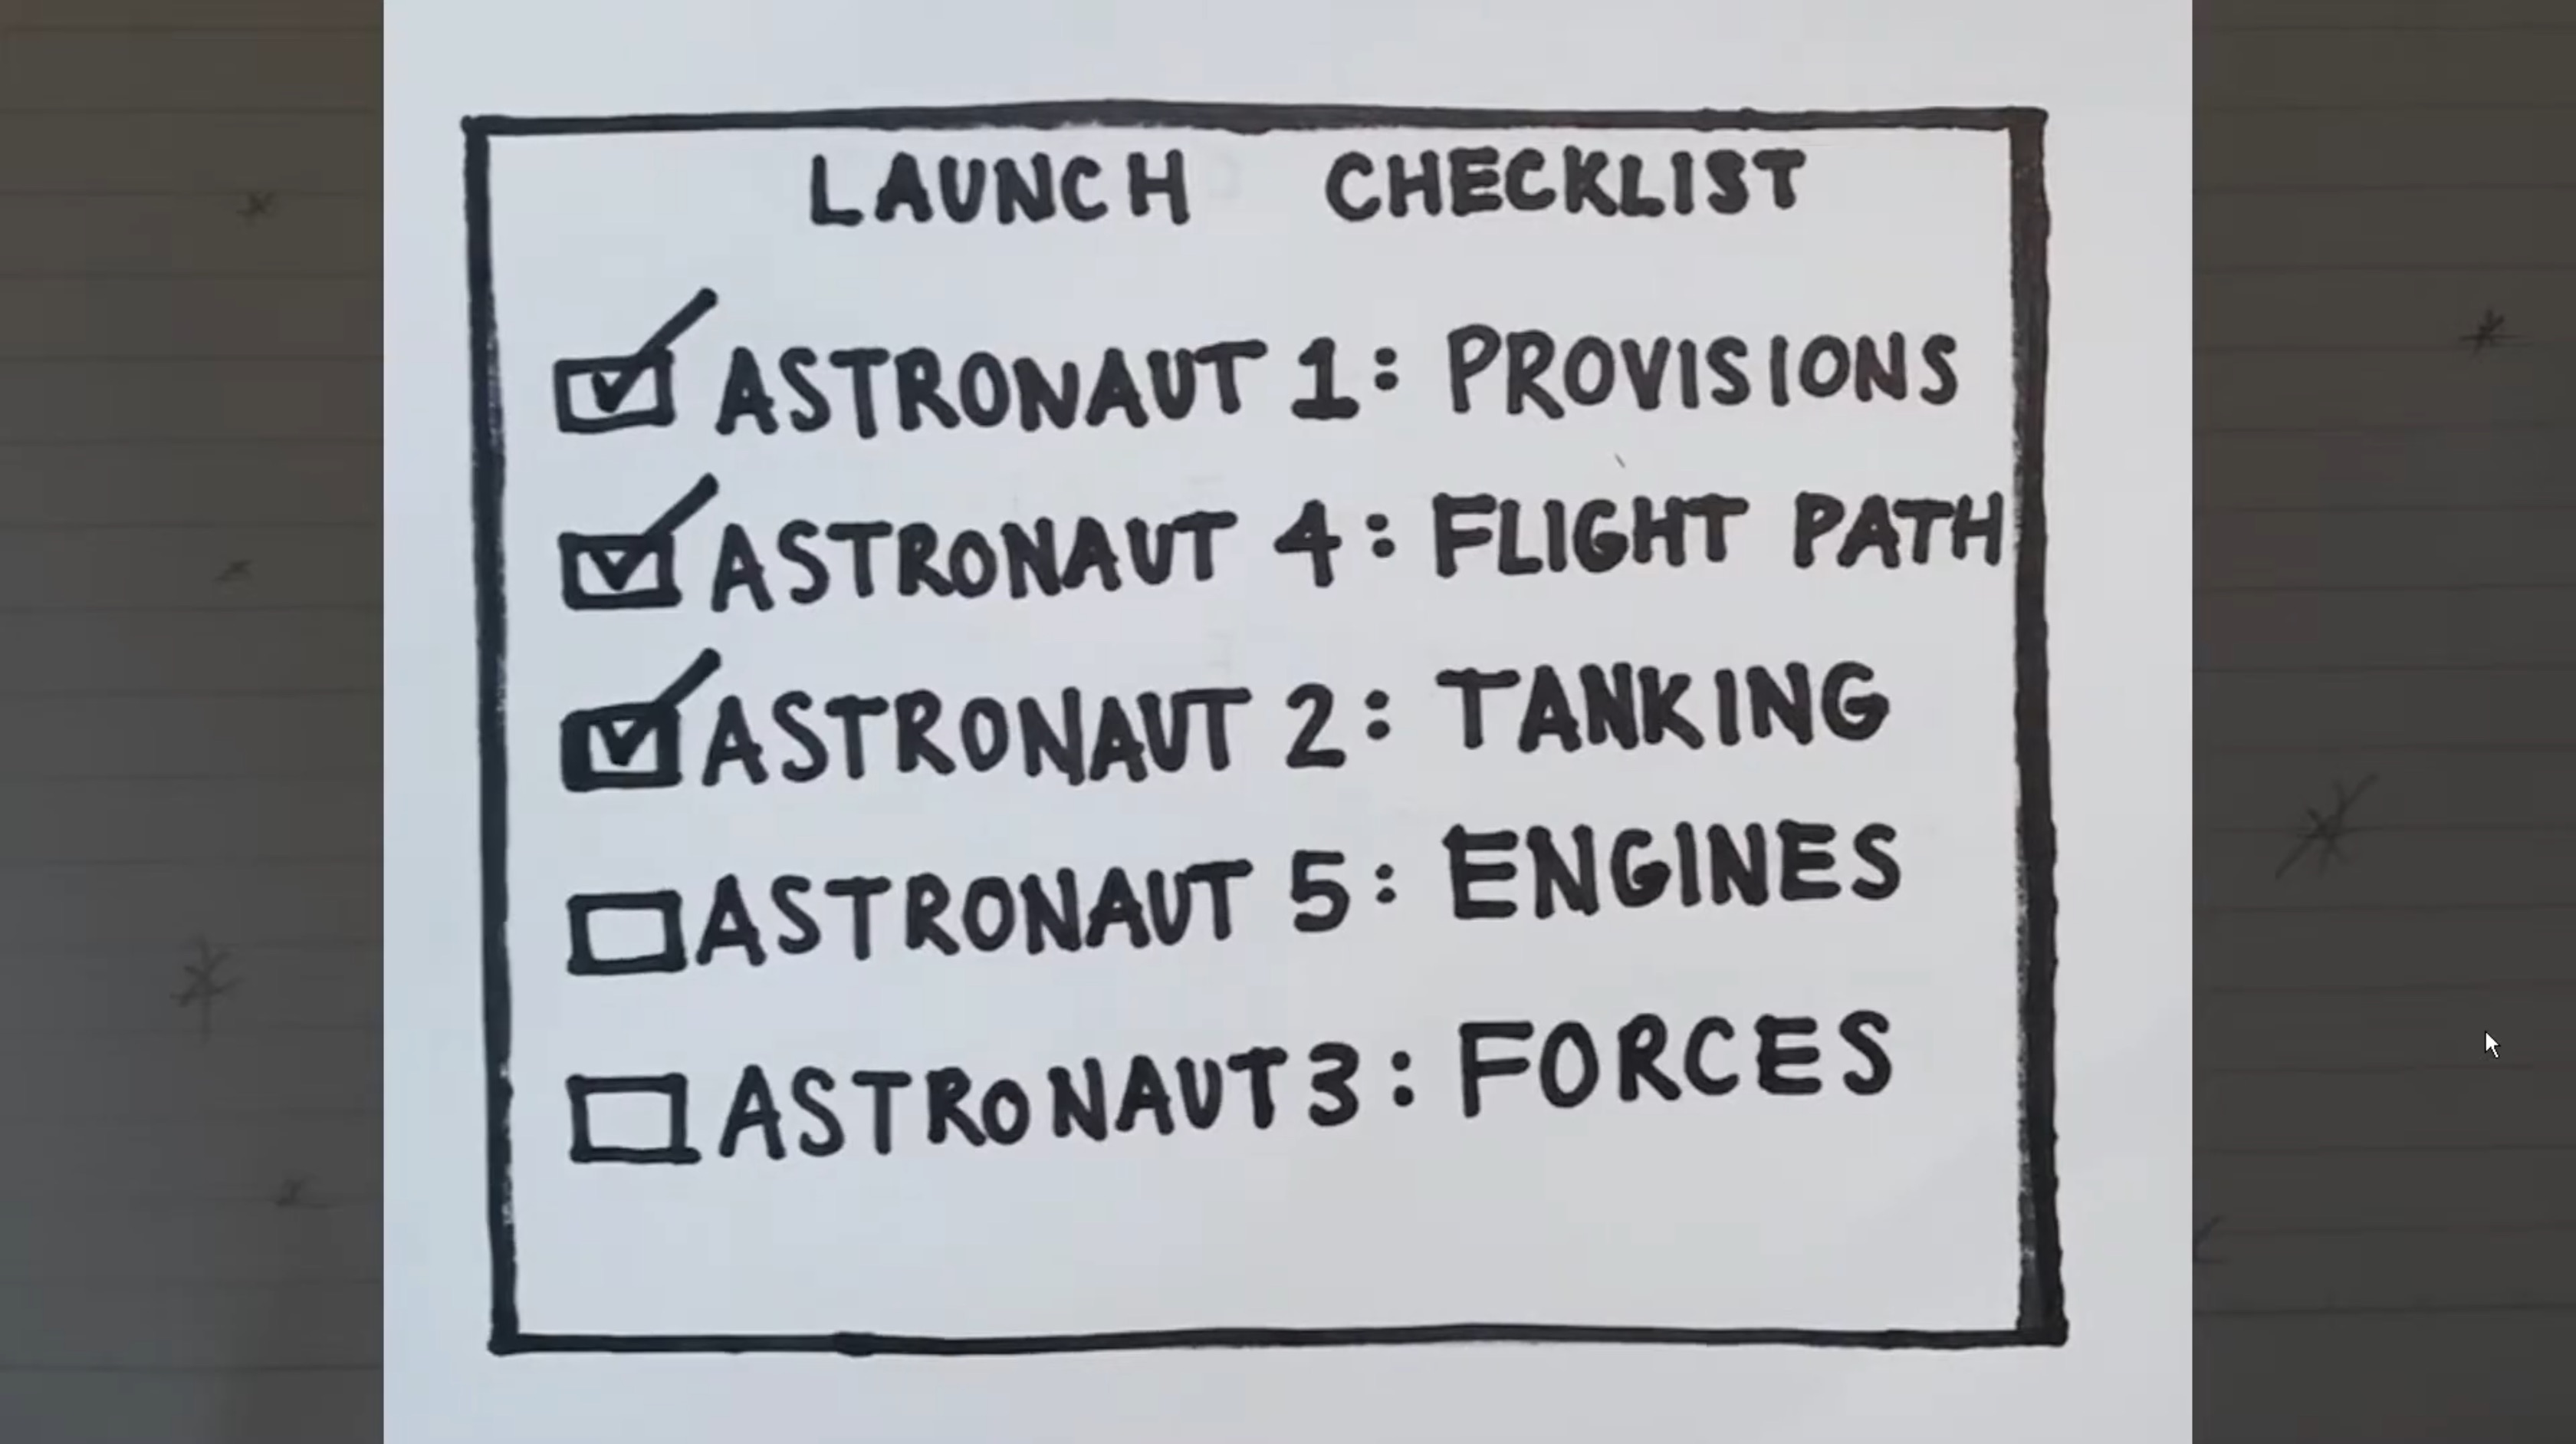 LAUNCH CHECKLIST
ASTRONAUT 1: PROVISIONS
ASTRONAUT 4: FLIGHT PATH
ASTRONAUT 2: TANKING
ASTRONAUT 5: ENGINES
ASTRONAUT 3: FORCES